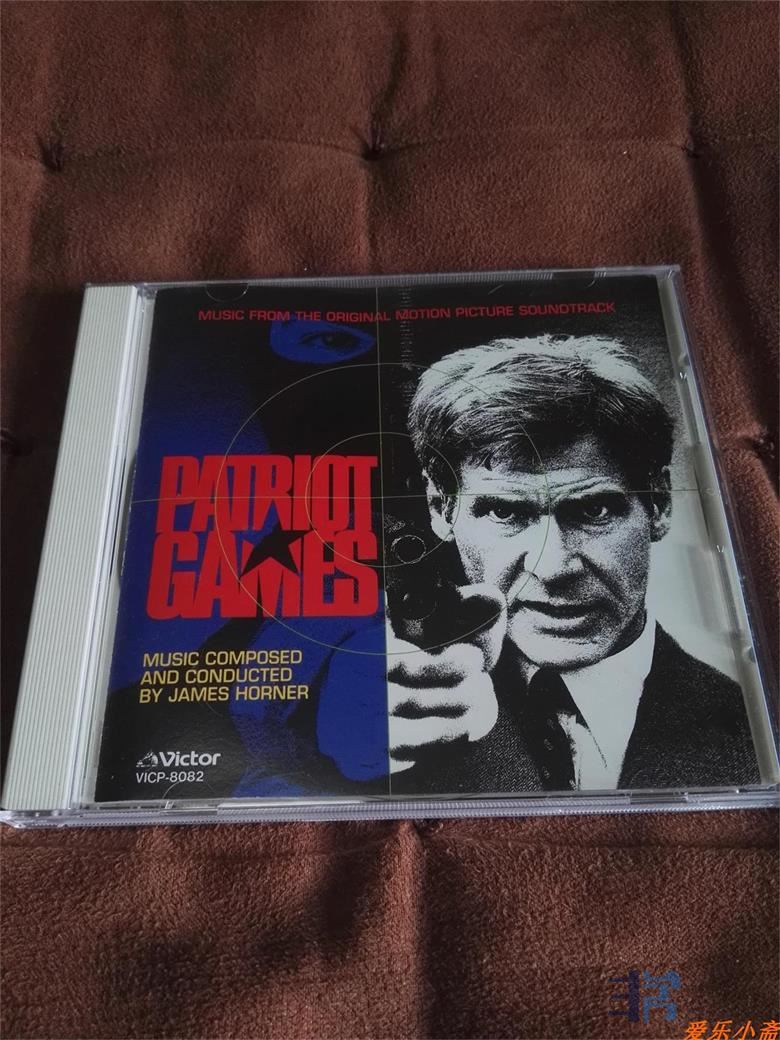 MUSIC FROM THE ORIGINAL MOTION PICTURE SOUNDTRACK
PATRIOT
GAMES
MUSIC COMPOSED
AND CONDUCTED
BY JAMES HORNER
Victor
VICP-8082
爱乐小斋